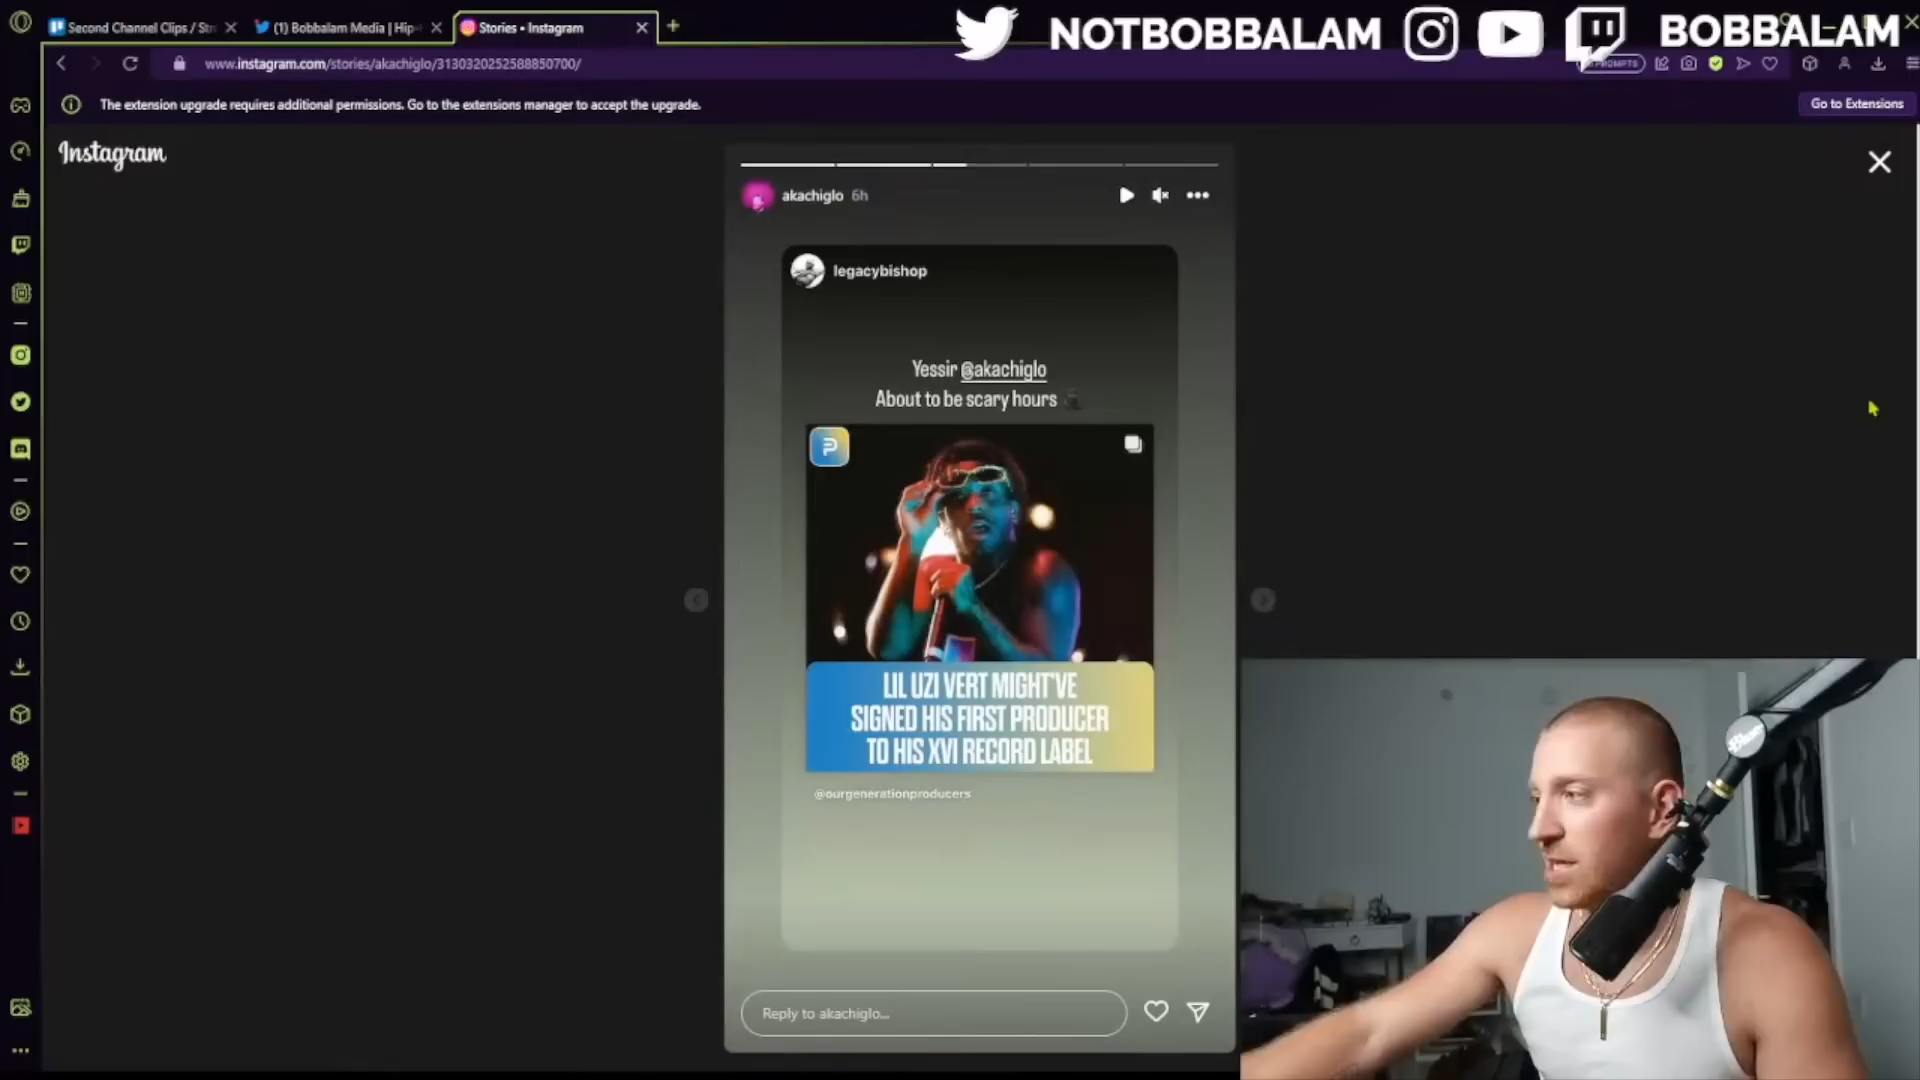 NOTBOBBALAM
BOBBALAM
Second Channel Clips / Str
(1) Bobbalam Media | Hip-
Stories • Instagram
www.instagram.com/stories/akachiglo/3130320252588850700/
PROMPTS
The extension upgrade requires additional permissions. Go to the extensions manager to accept the upgrade.
Go to Extensions
Instagram
akachiglo 6h
legacybishop
Yessir @akachiglo
About to be scary hours
P
LIL UZI VERT MIGHT'VE
SIGNED HIS FIRST PRODUCER
TO HIS XVI RECORD LABEL
@ourgenerationproducers
Reply to akachiglo...
Blue